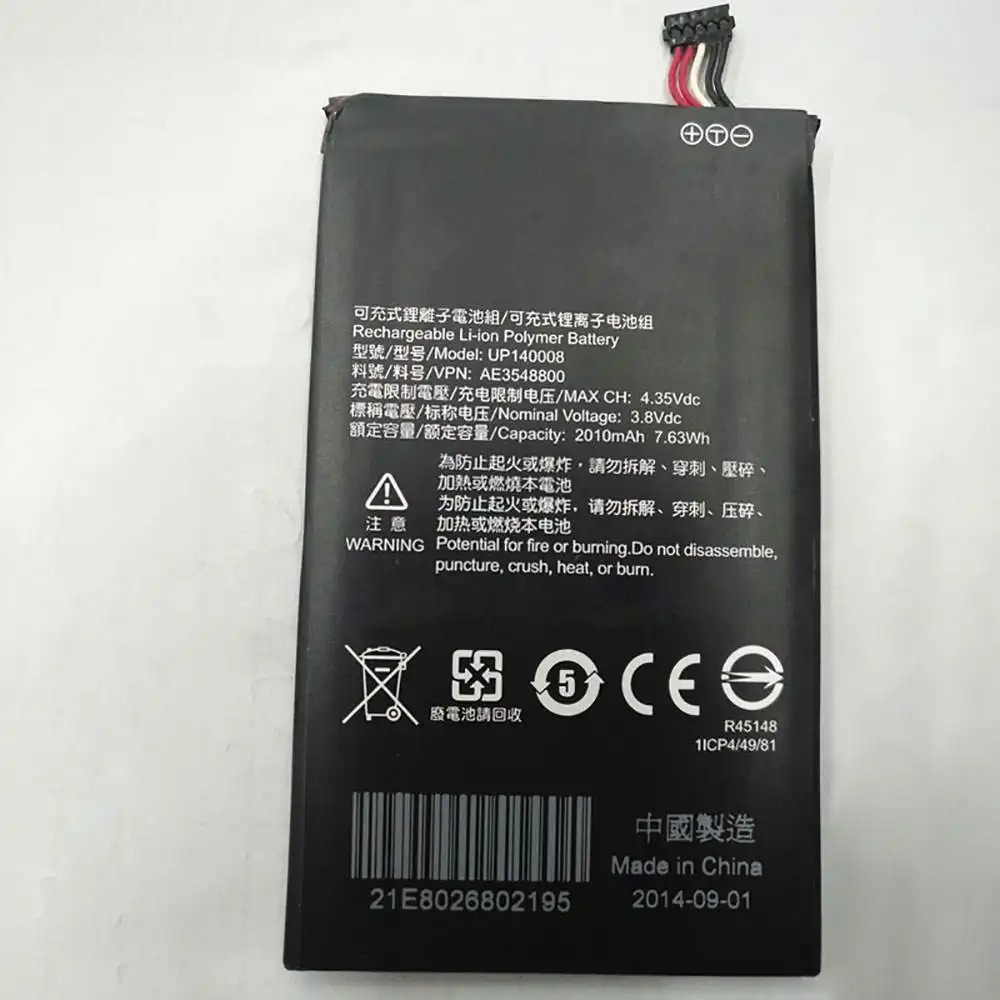 可充式鋰離子電池組/可充式锂离子电池组
Rechargeable Li-ion Polymer Battery
型號/型号/Model: UP140008
料號/料号/VPN: AE3548800
充電限制電壓/充电限制电压/MAX CH: 4.35Vdc
標稱電壓/标称电压/Nominal Voltage: 3.8Vdc
額定容量/额定容量/Capacity: 2010mAh 7.63Wh
為防止起火或爆炸，請勿拆解、穿刺、壓碎、
加熱或燃燒本電池
为防止起火或爆炸，请勿拆解、穿刺、压碎、
加热或燃烧本电池
注意
WARNING
Potential for fire or burning.Do not disassemble,
puncture, crush, heat, or burn.
廢電池請回收
5
CE
R45148
1ICP4/49/81
21E8026802195
中國製造
Made in China
2014-09-01